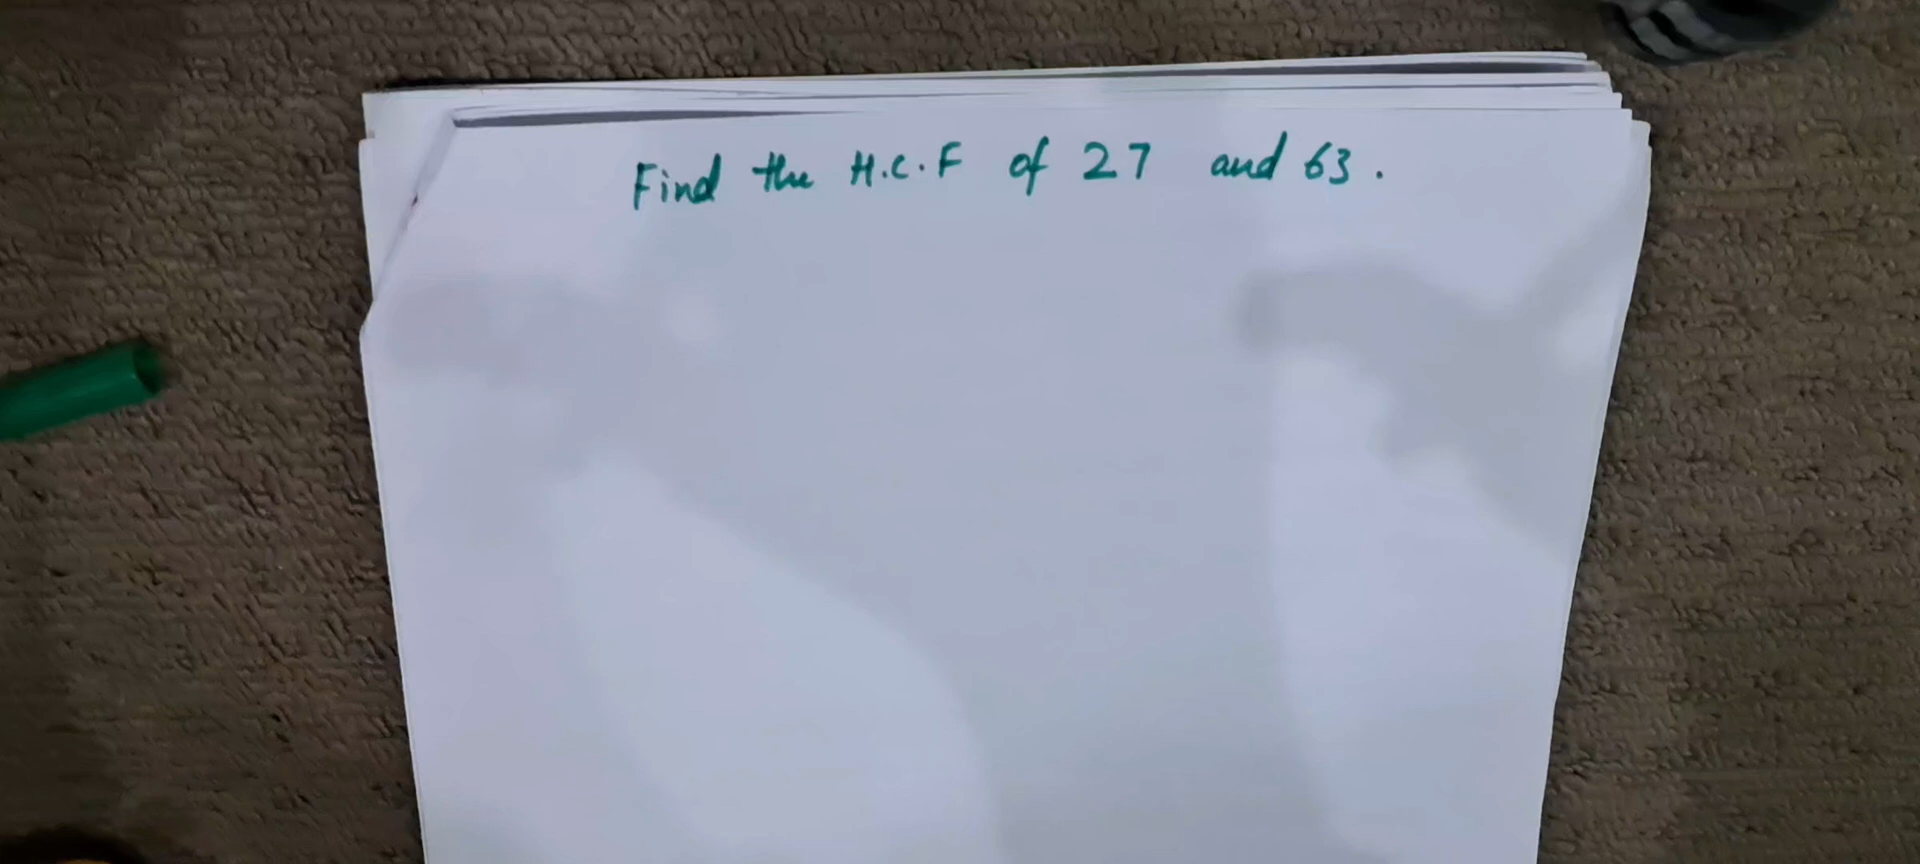 Find the H.C.F of 27 and 63.